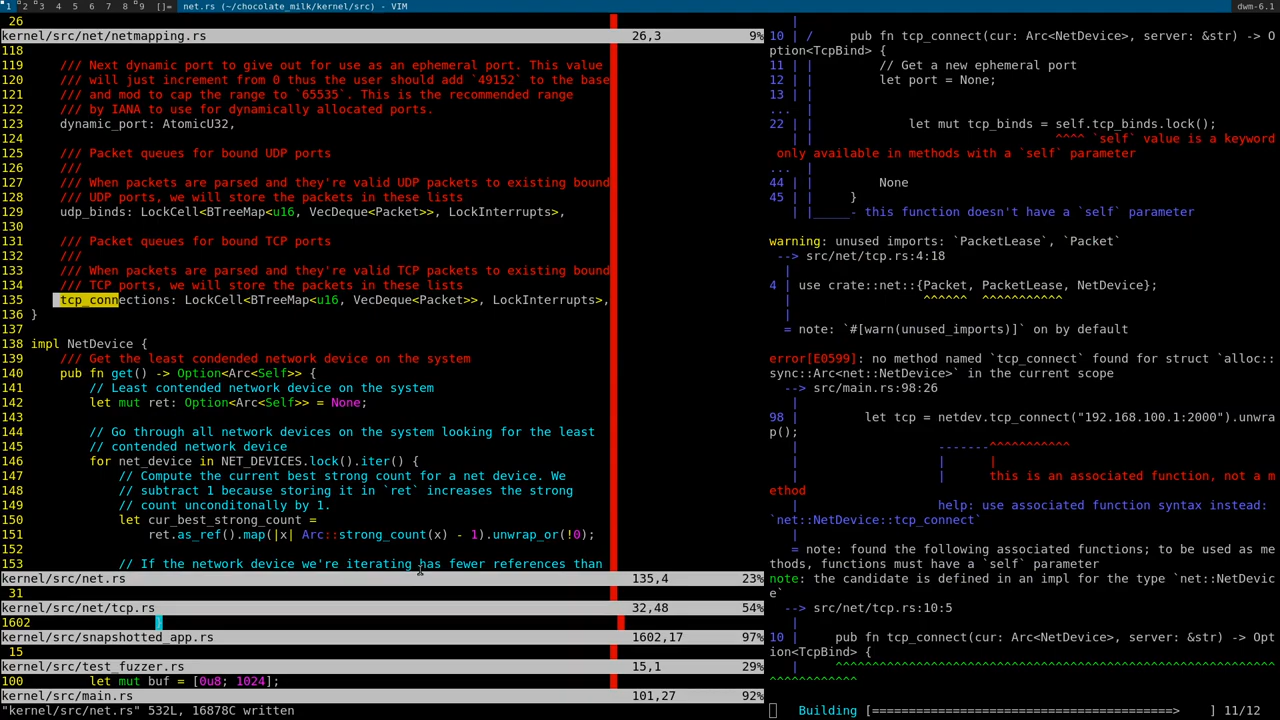 1 2 3 4 5 6 7 8 9 []= net.rs (~/chocolate_milk/kernel/src) - VIM dwm-6.1
26
kernel/src/net/netmapping.rs 26,3 9%
118
119 /// Next dynamic port to give out for use as an ephemeral port. This value
120 /// will just increment from 0 thus the user should add `49152` to the base
121 /// and mod to cap the range to `65535`. This is the recommended range
122 /// by IANA to use for dynamically allocated ports.
123 dynamic_port: AtomicU32,
124
125 /// Packet queues for bound UDP ports
126 ///
127 /// When packets are parsed and they're valid UDP packets to existing bound
128 /// UDP ports, we will store the packets in these lists
129 udp_binds: LockCell<BTreeMap<u16, VecDeque<Packet>>, LockInterrupts>,
130
131 /// Packet queues for bound TCP ports
132 ///
133 /// When packets are parsed and they're valid TCP packets to existing bound
134 /// TCP ports, we will store the packets in these lists
135 tcp_connections: LockCell<BTreeMap<u16, VecDeque<Packet>>, LockInterrupts>,
136 }
137
138 impl NetDevice {
139 /// Get the least condended network device on the system
140 pub fn get() -> Option<Arc<Self>> {
141 // Least contended network device on the system
142 let mut ret: Option<Arc<Self>> = None;
143
144 // Go through all network devices on the system looking for the least
145 // contended network device
146 for net_device in NET_DEVICES.lock().iter() {
147 // Compute the current best strong count for a net device. We
148 // subtract 1 because storing it in `ret` increases the strong
149 // count unconditonally by 1.
150 let cur_best_strong_count =
151 ret.as_ref().map(|x| Arc::strong_count(x) - 1).unwrap_or(!0);
152
153 // If the network device we're iterating has fewer references than
kernel/src/net.rs 135,4 23%
31
kernel/src/net/tcp.rs 32,48 54%
1602 }
kernel/src/snapshotted_app.rs 1602,17 97%
15
kernel/src/test_fuzzer.rs 15,1 29%
100 let mut buf = [0u8; 1024];
kernel/src/main.rs 101,27 92%
"kernel/src/net.rs" 532L, 16878C written
|
10 | / pub fn tcp_connect(cur: Arc<NetDevice>, server: &str) -> O
ption<TcpBind> {
11 | | // Get a new ephemeral port
12 | | let port = None;
13 | |
...
22 | | let mut tcp_binds = self.tcp_binds.lock();
| | ^^^^ `self` value is a keyword
only available in methods with a `self` parameter
...
44 | | None
45 | | }
| |_____- this function doesn't have a `self` parameter
warning: unused imports: `PacketLease`, `Packet`
--> src/net/tcp.rs:4:18
|
4 | use crate::net::{Packet, PacketLease, NetDevice};
| ^^^^^^ ^^^^^^^^^^^
|
= note: `#[warn(unused_imports)]` on by default
error[E0599]: no method named `tcp_connect` found for struct `alloc::
sync::Arc<net::NetDevice>` in the current scope
--> src/main.rs:98:26
|
98 | let tcp = netdev.tcp_connect("192.168.100.1:2000").unwra
p();
| -------^^^^^^^^^^^
| | |
| | this is an associated function, not a m
ethod
| help: use associated function syntax instead:
`net::NetDevice::tcp_connect`
|
= note: found the following associated functions; to be used as me
thods, functions must have a `self` parameter
note: the candidate is defined in an impl for the type `net::NetDevic
e`
--> src/net/tcp.rs:10:5
|
10 | pub fn tcp_connect(cur: Arc<NetDevice>, server: &str) -> Opt
ion<TcpBind> {
| ^^^^^^^^^^^^^^^^^^^^^^^^^^^^^^^^^^^^^^^^^^^^^^^^^^^^^^^^^^^^
^^^^^^^^^^^^
Building [=========================================> ] 11/12